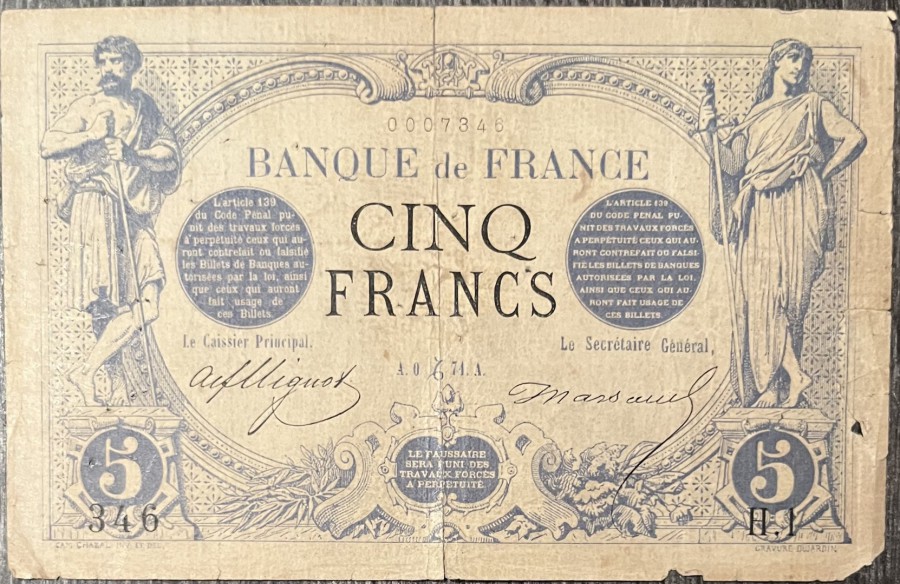 0007346
BANQUE de FRANCE
CINQ
FRANCS
L'article 139
du Code Pénal pu-
nit des travaux forcés
à perpétuité ceux qui au-
ront contrefait ou falsifié
les Billets de Banques au-
torisées par la loi, ainsi
que ceux qui auront
fait usage de
ces Billets.
L'ARTICLE 139
DU CODE PÉNAL PU-
NIT DES TRAVAUX FORCÉS
A PERPÉTUITÉ CEUX QUI AU-
RONT CONTREFAIT OU FALSI-
FIÉ LES BILLETS DE BANQUES
AUTORISÉES PAR LA LOI,
AINSI QUE CEUX QUI AU-
RONT FAIT USAGE DE
CES BILLETS.
Le Caissier Principal.
Le Secrétaire Général,
A.0 6 71.A.
A Mignot
Marsaud
LE FAUSSAIRE
SERA PUNI DES
TRAVAUX FORCÉS
A PERPÉTUITÉ.
5
346
5
H.1
CHAZAL
GRAVURE DUJARDIN